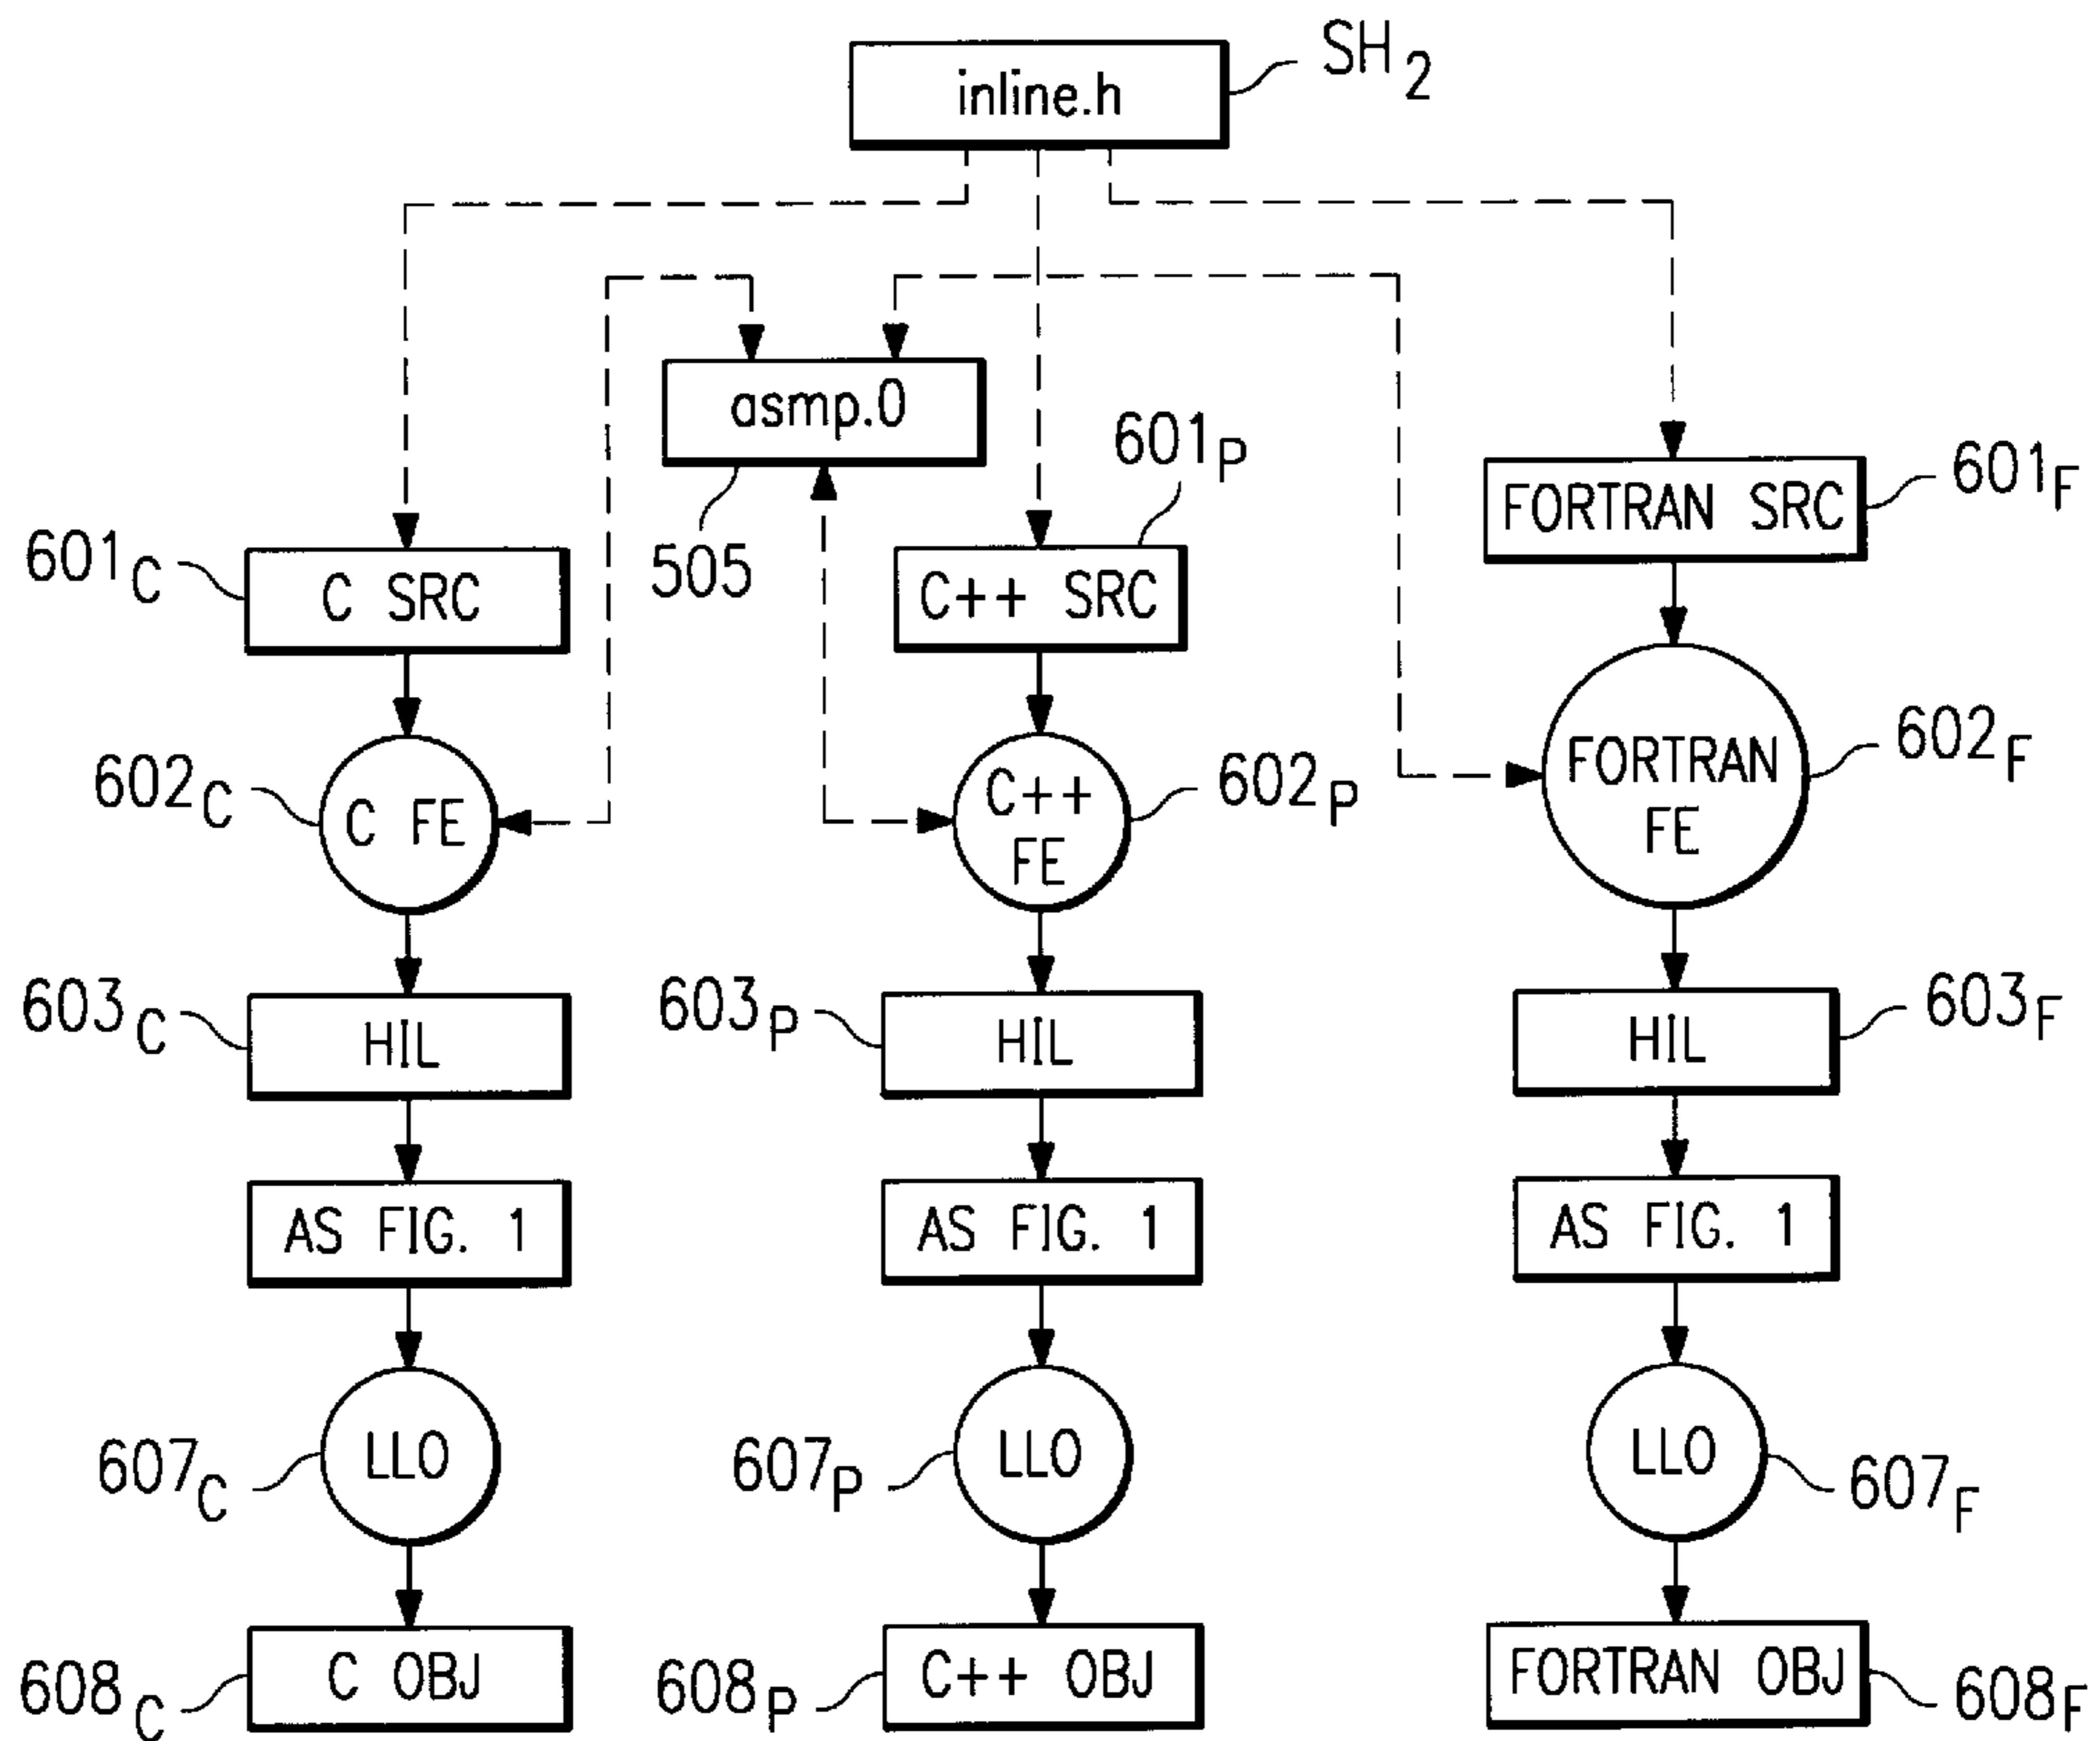 inline.h
SH2
asmp.0
505
601P
601F
FORTRAN SRC
601C
C SRC
C++ SRC
602C
C FE
C++
FE
602P
FORTRAN
FE
602F
603C
HIL
603P
HIL
HIL
603F
AS FIG. 1
AS FIG. 1
AS FIG. 1
607C
LLO
607P
LLO
LLO
607F
608C
C OBJ
608P
C++ OBJ
FORTRAN OBJ
608F